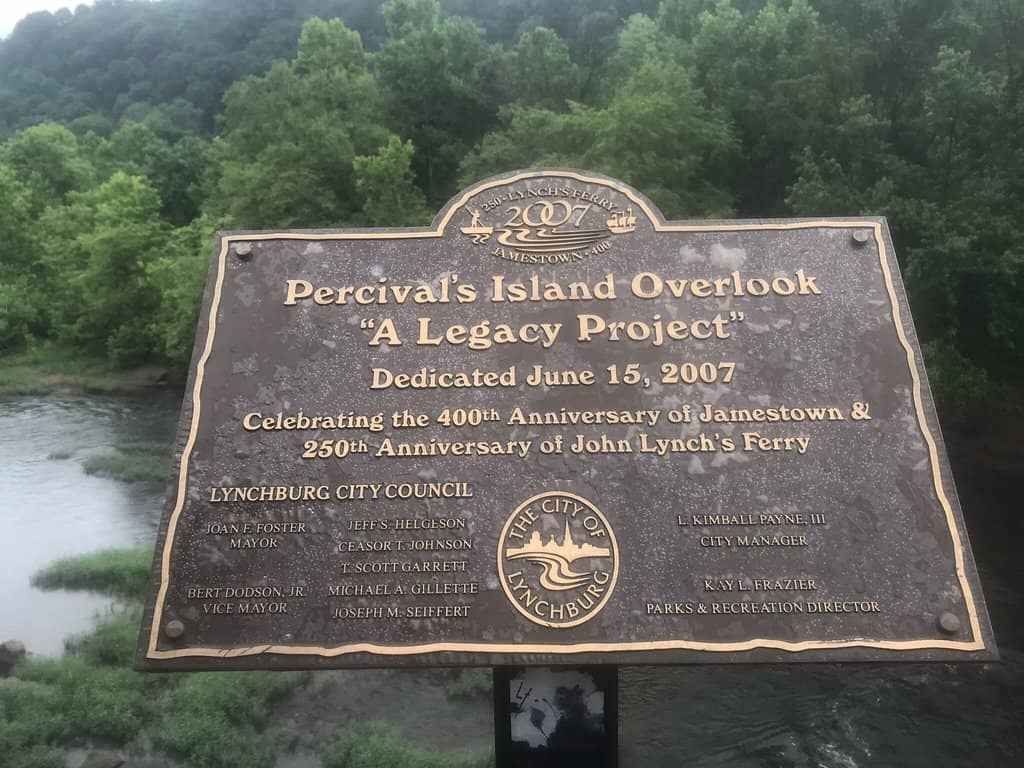 250 · LYNCH'S FERRY
2007
JAMESTOWN · 400
Percival's Island Overlook
"A Legacy Project"
Dedicated June 15, 2007
Celebrating the 400th Anniversary of Jamestown &
250th Anniversary of John Lynch's Ferry
LYNCHBURG CITY COUNCIL
JOAN F. FOSTER
MAYOR
BERT DODSON, JR.
VICE MAYOR
JEFF S. HELGESON
CEASOR T. JOHNSON
T. SCOTT GARRETT
MICHAEL A. GILLETTE
JOSEPH M. SEIFFERT
THE CITY OF
LYNCHBURG
L. KIMBALL PAYNE, III
CITY MANAGER
KAY L. FRAZIER
PARKS & RECREATION DIRECTOR